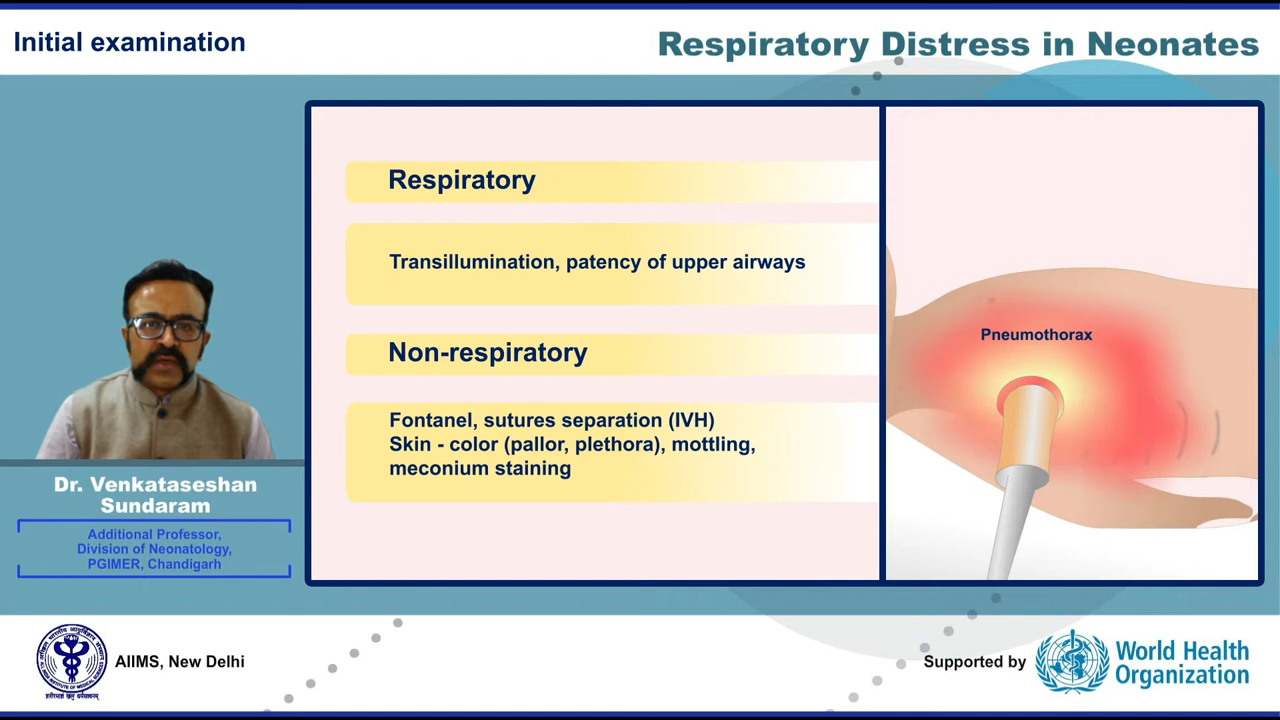 Initial examination
Respiratory Distress in Neonates
Respiratory
Transillumination, patency of upper airways
Non-respiratory
Fontanel, sutures separation (IVH)
Skin - color (pallor, plethora), mottling,
meconium staining
Pneumothorax
Dr. Venkataseshan
Sundaram
Additional Professor,
Division of Neonatology,
PGIMER, Chandigarh
AIIMS, New Delhi
Supported by
World Health
Organization